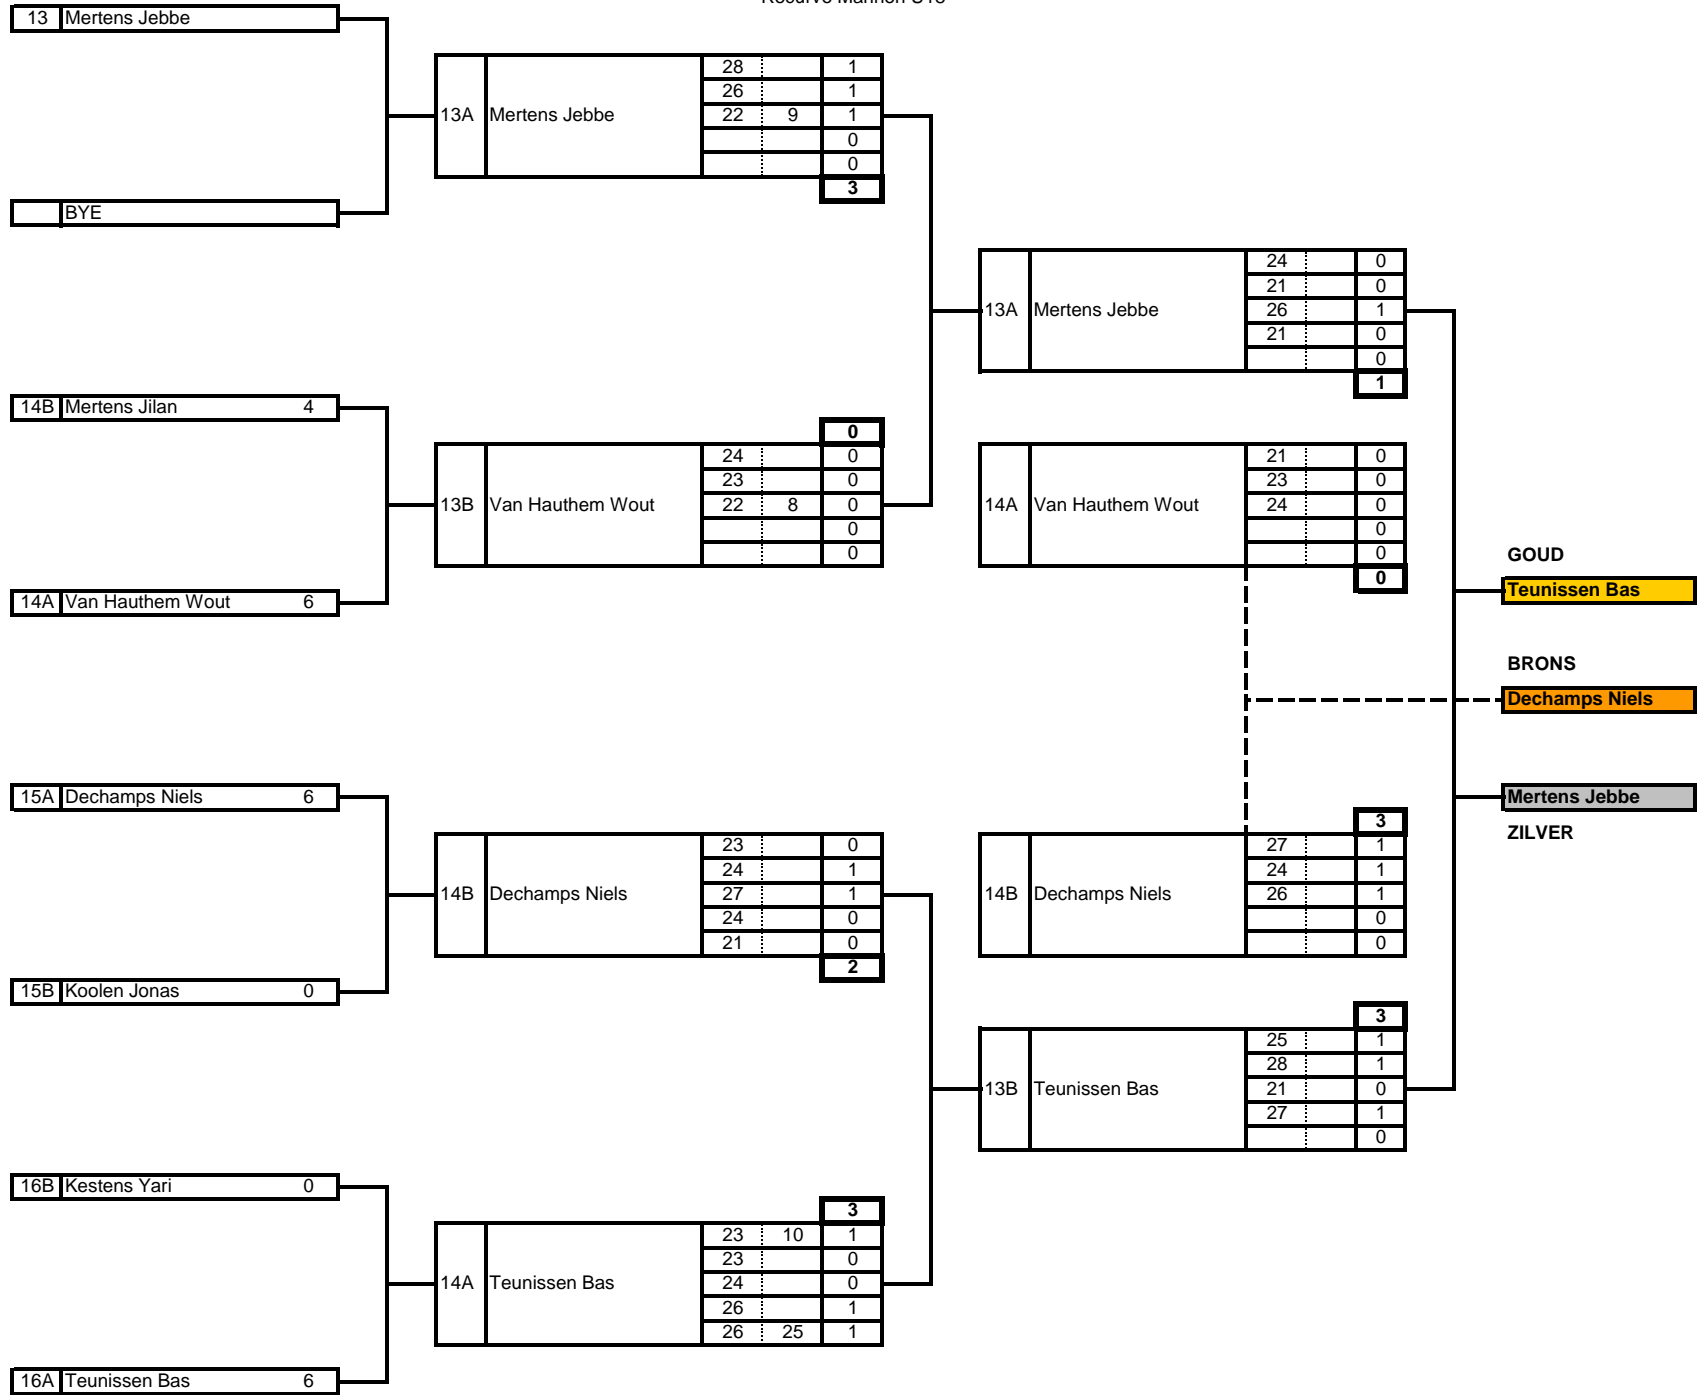 13 Mertens Jebbe
28 1
26 1
13A Mertens Jebbe 22 9 1
0
0
3
BYE
24 0
21 0
13A Mertens Jebbe 26 1
21 0
0
1
14B Mertens Jilan 4
0
24 0
23 0
13B Van Hauthem Wout 22 8 0
0
0
21 0
23 0
14A Van Hauthem Wout 24 0
0
0
0
14A Van Hauthem Wout 6
GOUD
Teunissen Bas
BRONS
Dechamps Niels
15A Dechamps Niels 6
Mertens Jebbe
ZILVER
23 0
24 1
14B Dechamps Niels 27 1
24 0
21 0
2
3
27 1
24 1
14B Dechamps Niels 26 1
0
0
15B Koolen Jonas 0
3
25 1
28 1
13B Teunissen Bas 21 0
27 1
0
16B Kestens Yari 0
3
23 10 1
23 0
14A Teunissen Bas 24 0
26 1
26 25 1
16A Teunissen Bas 6